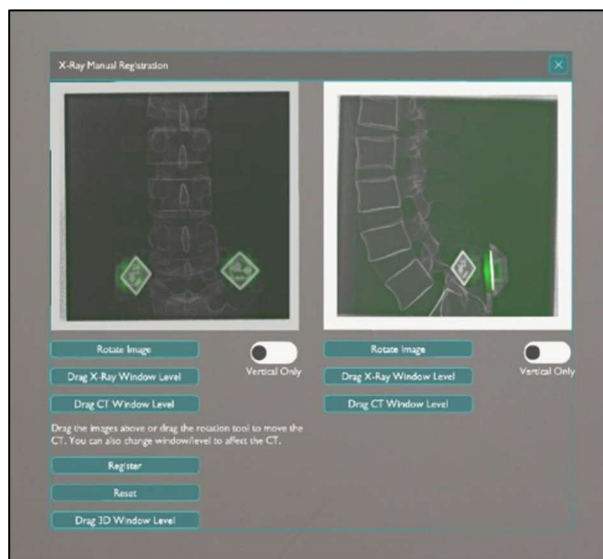 X-Ray Manual Registration
Rotate Image
Vertical Only
Drag X-Ray Window Level
Drag CT Window Level
Rotate Image
Vertical Only
Drag X-Ray Window Level
Drag CT Window Level
Drag the images above or drag the rotation tool to move the
CT. You can also change window/level to affect the CT.
Register
Reset
Drag 3D Window Level